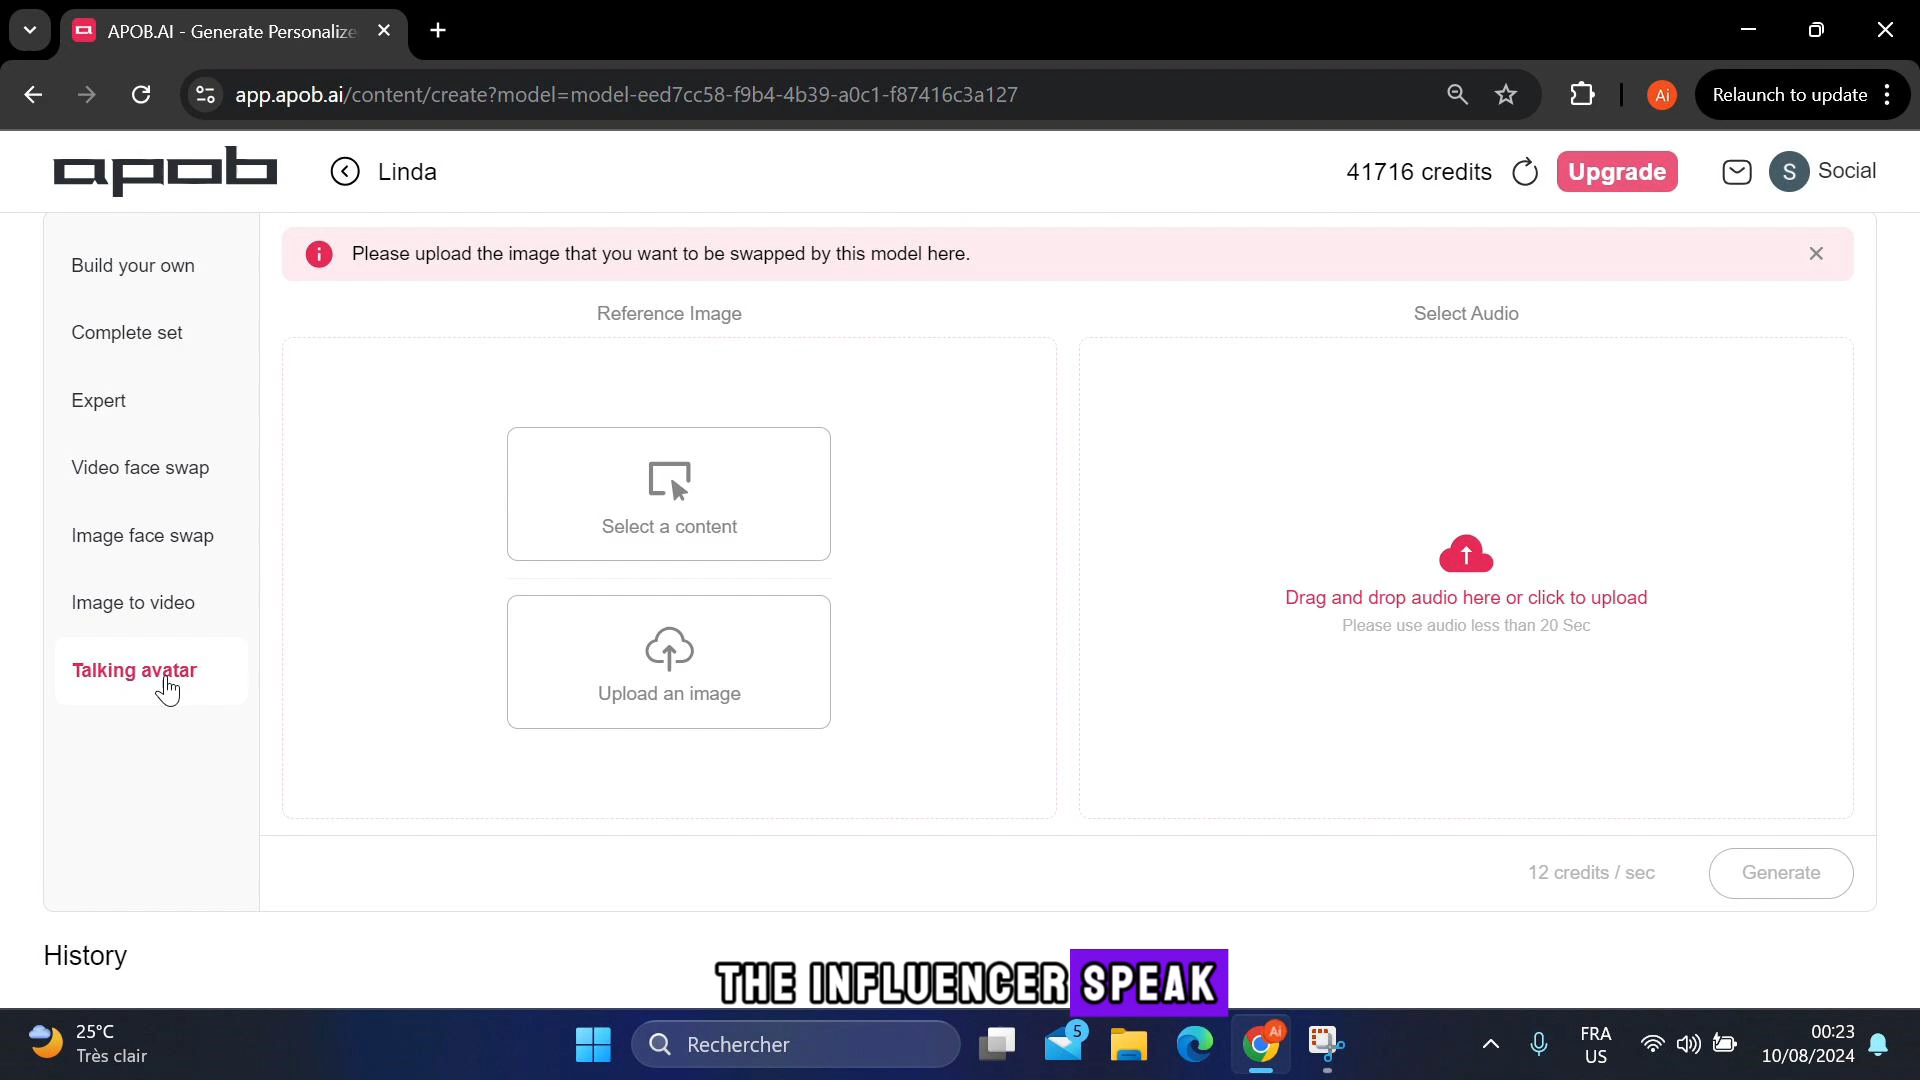 APOB.AI - Generate Personalize
app.apob.ai/content/create?model=model-eed7cc58-f9b4-4b39-a0c1-f87416c3a127
Ai
Relaunch to update
apob
Linda
41716 credits
Upgrade
S
Social
Build your own
Complete set
Expert
Video face swap
Image face swap
Image to video
Talking avatar
Please upload the image that you want to be swapped by this model here.
Reference Image
Select a content
Upload an image
Select Audio
Drag and drop audio here or click to upload
Please use audio less than 20 Sec
12 credits / sec
Generate
History
THE INFLUENCER SPEAK
25°C
Très clair
Rechercher
5
Ai
FRA
US
00:23
10/08/2024